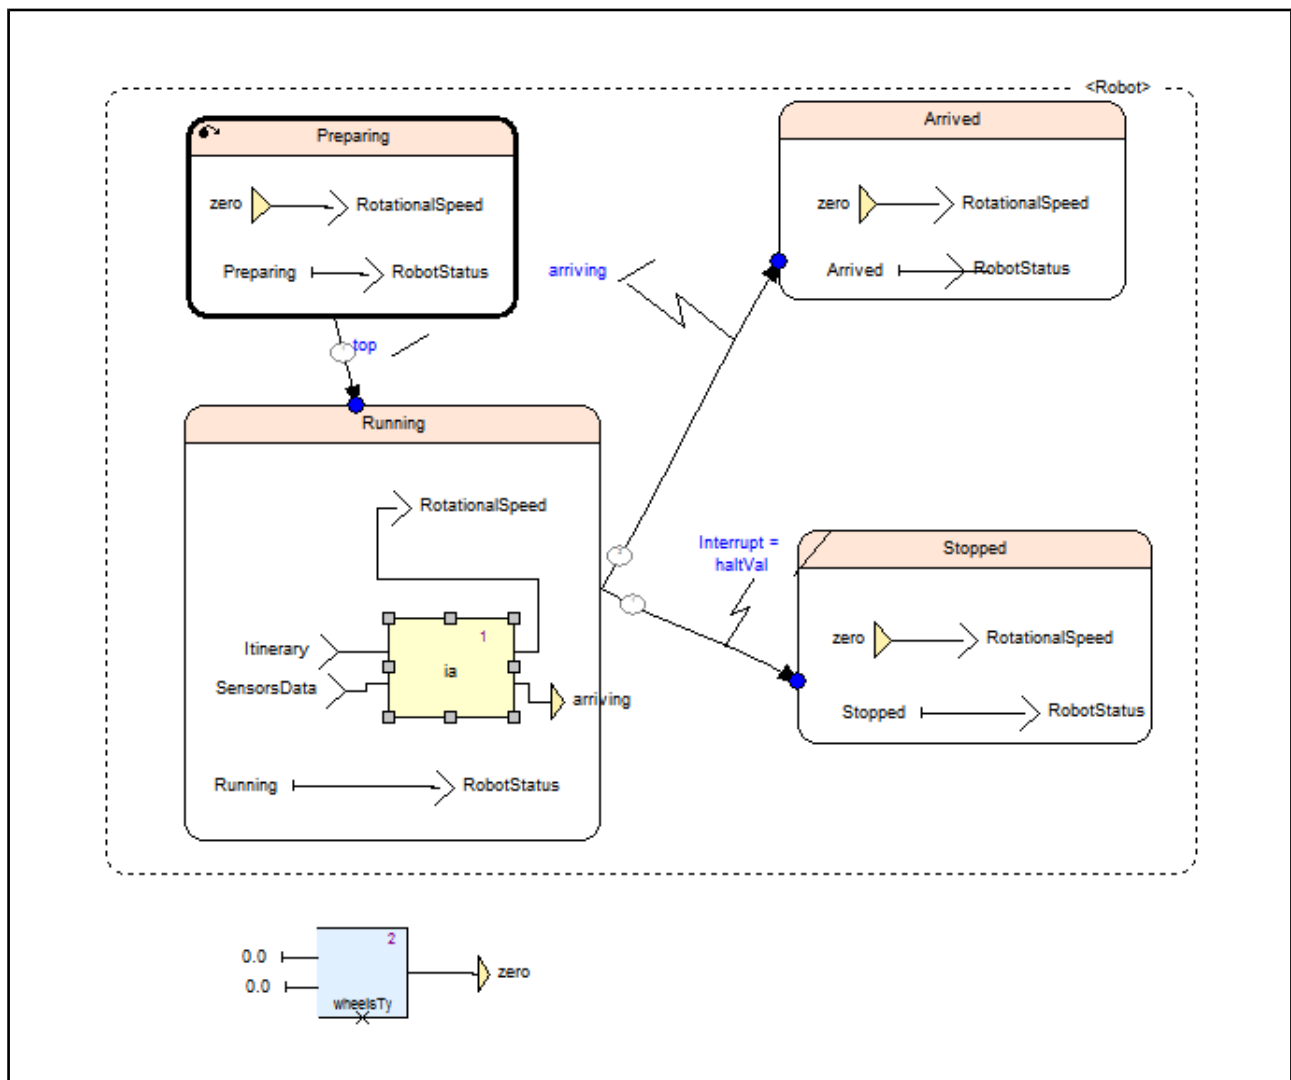 <Robot>
Preparing
zero
RotationalSpeed
Preparing
RobotStatus
top
arriving
Arrived
zero
RotationalSpeed
Arrived
RobotStatus
Running
RotationalSpeed
1
Itinerary
ia
SensorsData
arriving
Running
RobotStatus
Interrupt =
haltVal
Stopped
zero
RotationalSpeed
Stopped
RobotStatus
2
0.0
0.0
wheelsTy
zero